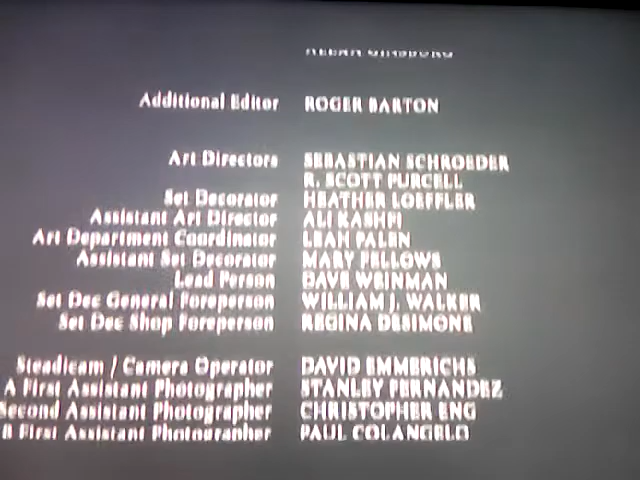 Additional Editor ROGER BARTON
Art Directors SEBASTIAN SCHROEDER
R. SCOTT PURCELL
Set Decorator HEATHER LOEFFLER
Assistant Art Director ALI KASHFI
Art Department Coordinator LEAH PALEN
Assistant Set Decorator MARY FELLOWS
Lead Person DAVE WEINMAN
Set Dec General Foreperson WILLIAM J. WALKER
Set Dec Shop Foreperson REGINA DESIMONE
Steadicam / Camera Operator DAVID EMMERICHS
A First Assistant Photographer STANLEY FERNANDEZ
Second Assistant Photographer CHRISTOPHER ENG
B First Assistant Photographer PAUL COLANGELO